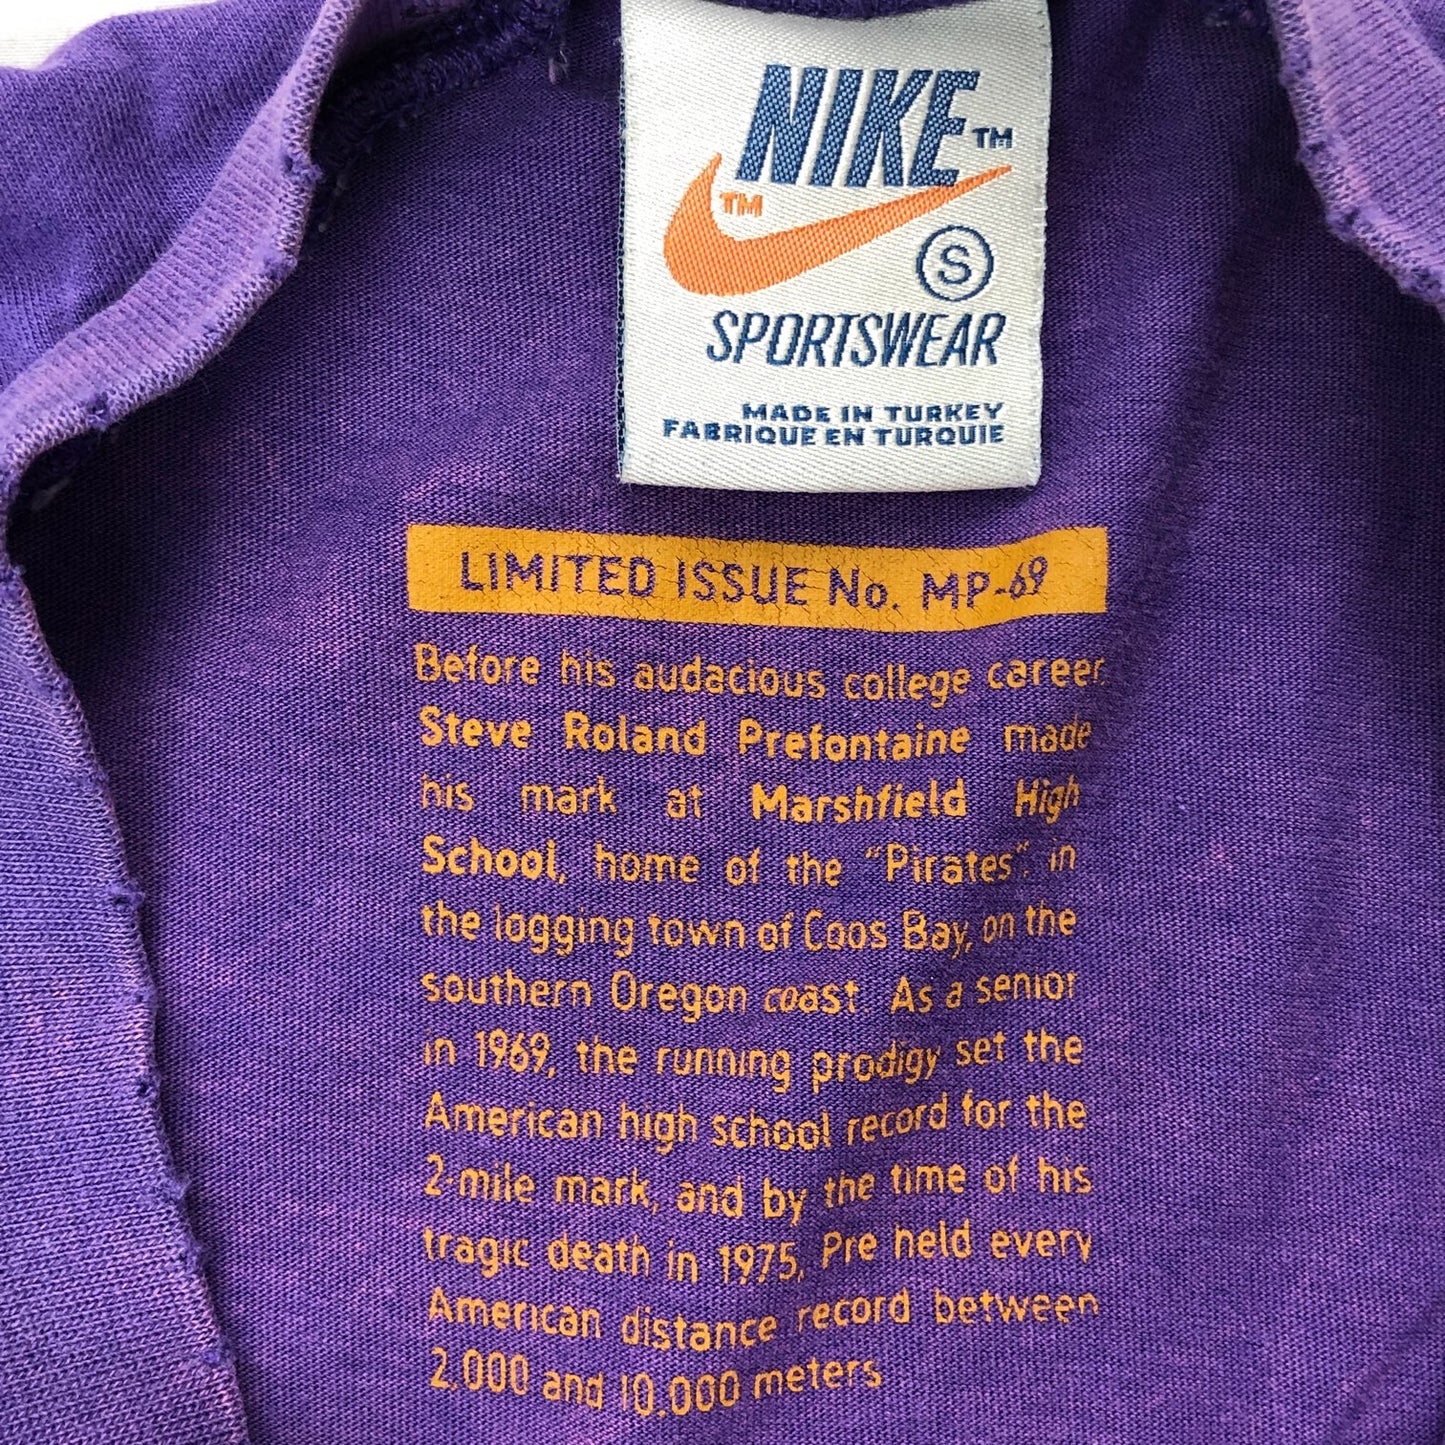 NIKE™
™
S
SPORTSWEAR
MADE IN TURKEY
FABRIQUE EN TURQUIE
LIMITED ISSUE No. MP-69
Before his audacious college career,
Steve Roland Prefontaine made
his mark at Marshfield High
School, home of the "Pirates", in
the logging town of Coos Bay, on the
southern Oregon coast. As a senior
in 1969, the running prodigy set the
American high school record for the
2-mile mark, and by the time of his
tragic death in 1975, Pre held every
American distance record between
2,000 and 10,000 meters